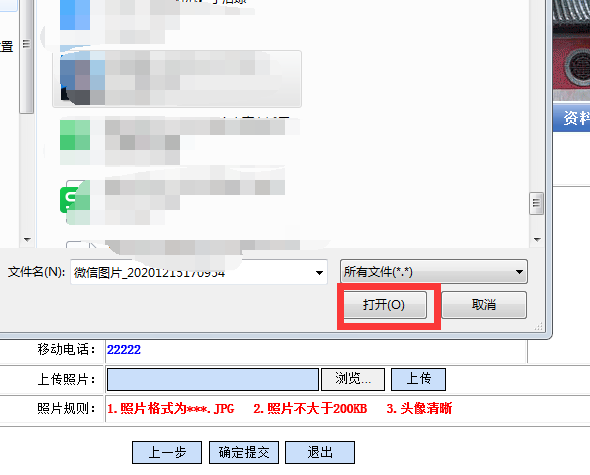 置
资料
文件名(N): 微信图片_20201215170954 所有文件(*.*)
打开(O) 取消
移动电话: 22222
上传照片: 浏览... 上传
照片规则: 1.照片格式为***.JPG 2.照片不大于200KB 3.头像清晰
上一步 确定提交 退出